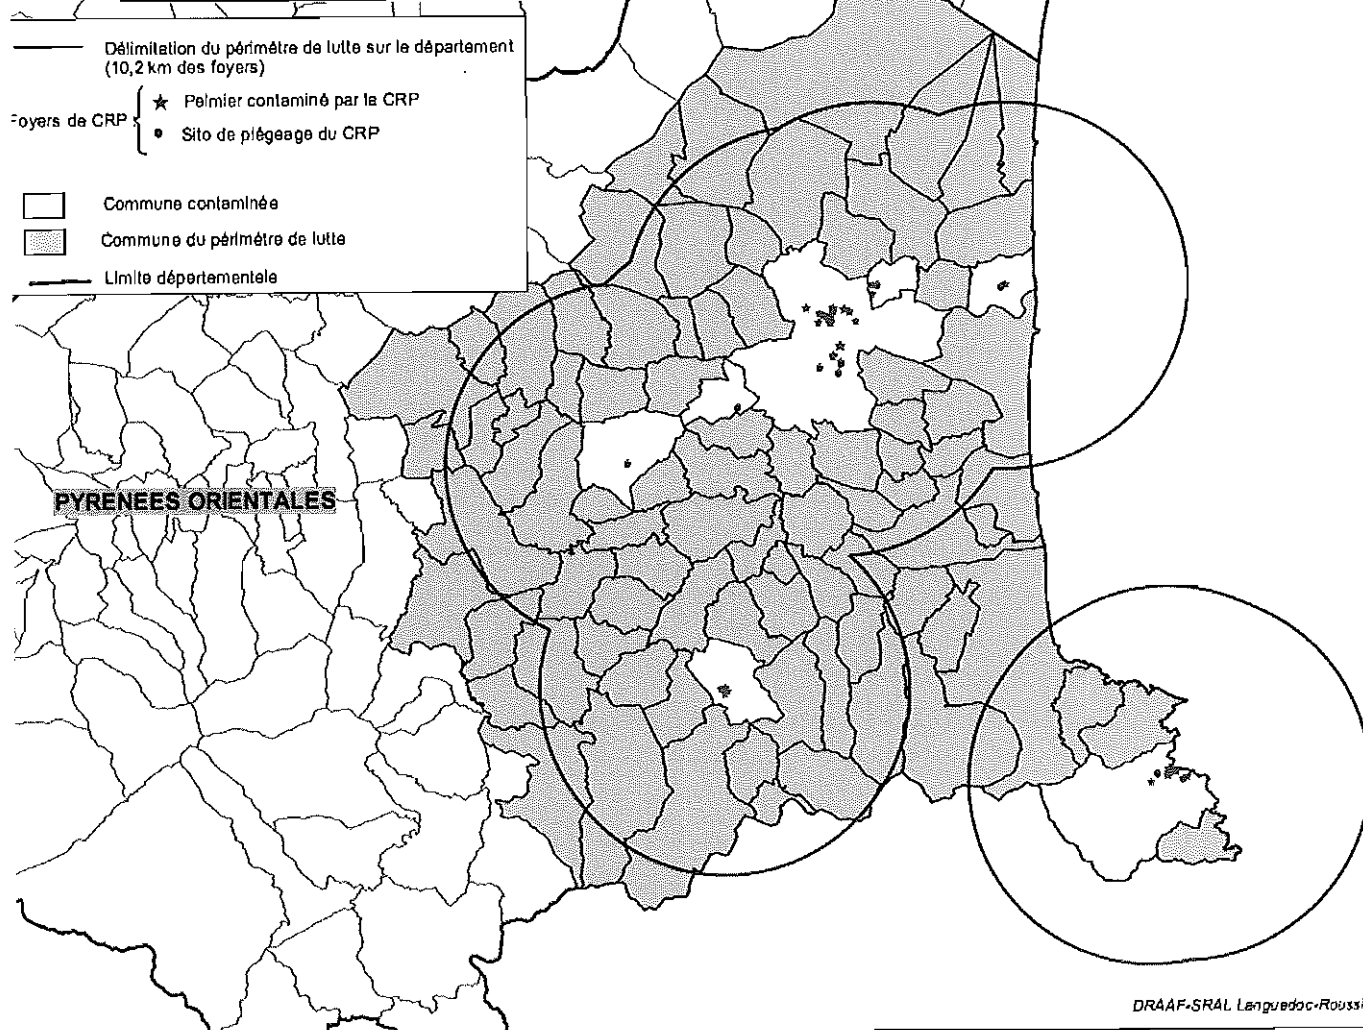 Délimitation du périmètre de lutte sur le département
(10,2 km des foyers)
Foyers de CRP
Palmier contaminé par le CRP
Site de piégeage du CRP
Commune contaminée
Commune du périmètre de lutte
Limite départementale
PYRENEES ORIENTALES
DRAAF-SRAL Languedoc-Roussi